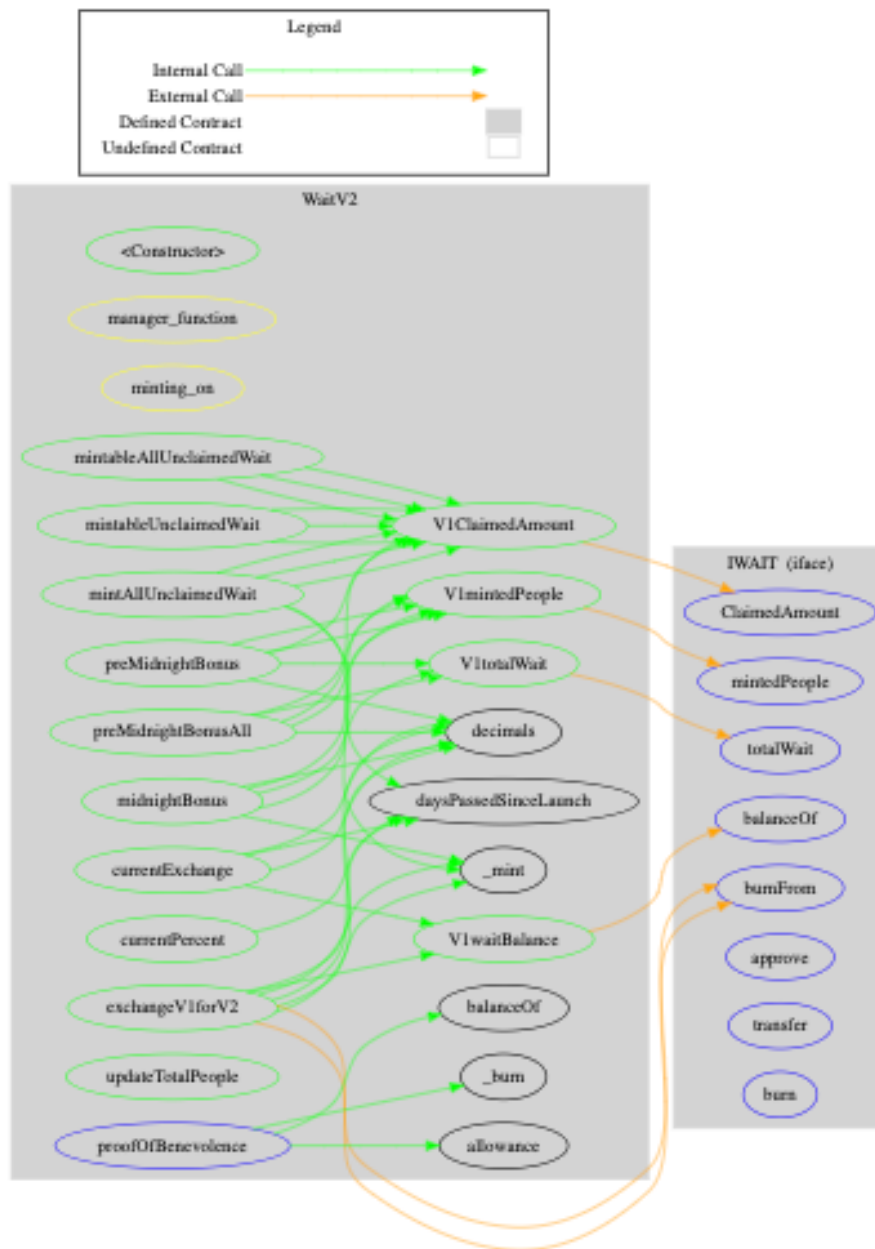 Legend
Internal Call
External Call
Defined Contract
Undefined Contract
WaitV2
<Constructor>
manager_function
minting_on
mintableAllUnclaimedWait
mintableUnclaimedWait
V1ClaimedAmount
IWAIT (iface)
mintAllUnclaimedWait
V1mintedPeople
ClaimedAmount
preMidnightBonus
V1totalWait
mintedPeople
preMidnightBonusAll
decimals
totalWait
midnightBonus
daysPassedSinceLaunch
balanceOf
currentExchange
_mint
burnFrom
currentPercent
V1waitBalance
approve
exchangeV1forV2
balanceOf
transfer
updateTotalPeople
_burn
burn
proofOfBenevolence
allowance